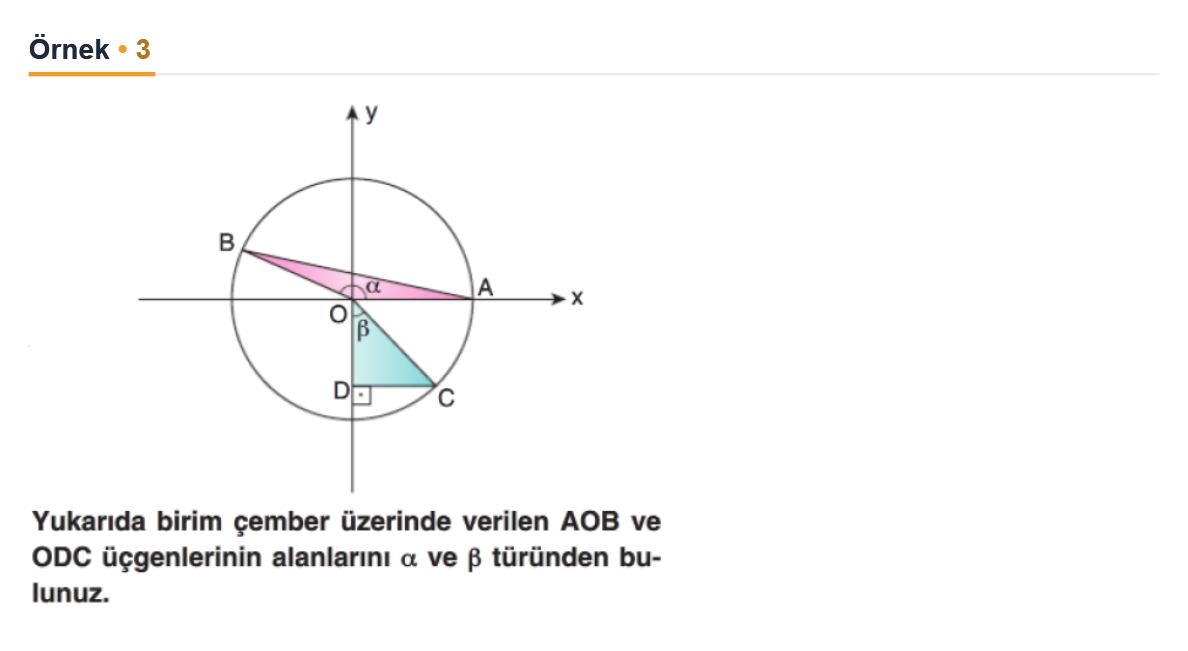 Örnek • 3
y
B
α
A
x
O
β
D
C
Yukarıda birim çember üzerinde verilen AOB ve
ODC üçgenlerinin alanlarını α ve β türünden bu-
lunuz.